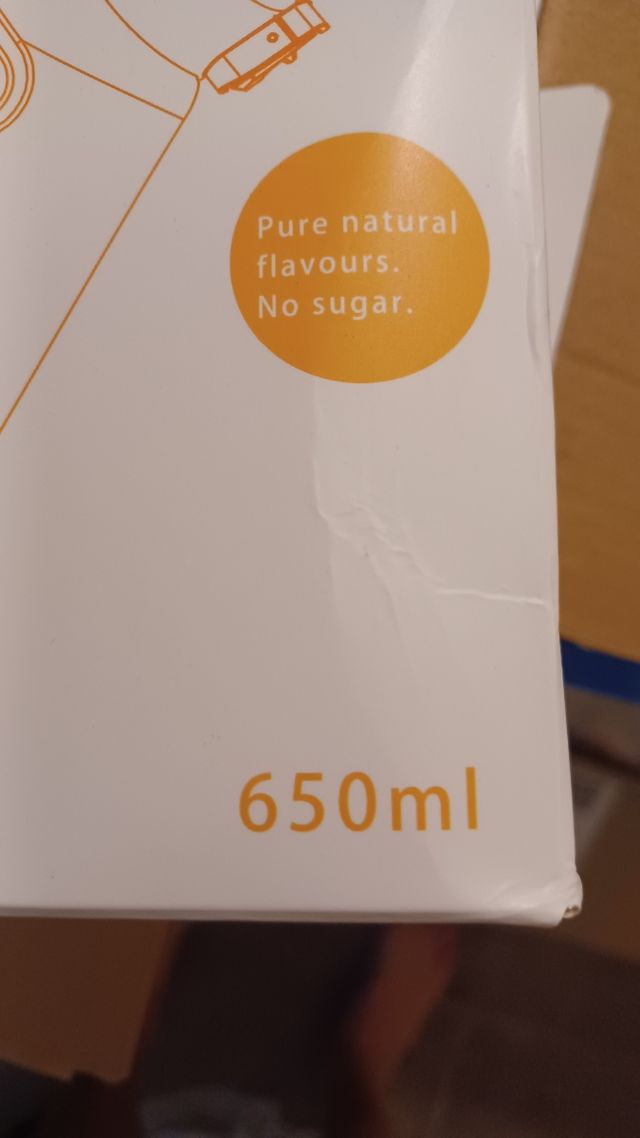 Pure natural
flavours.
No sugar.
650ml